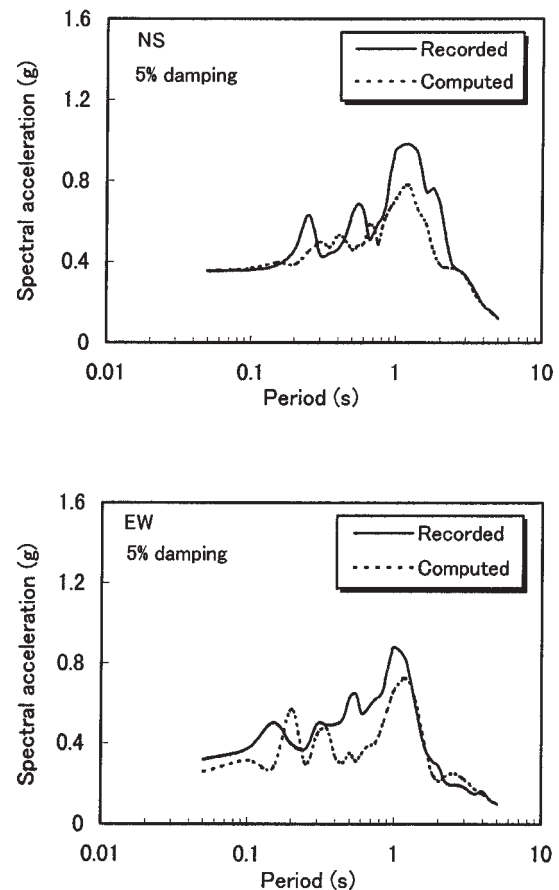 NS
5% damping
Recorded
Computed
Spectral acceleration (g)
1.6
1.2
0.8
0.4
0
0.01 0.1 1 10
Period (s)
EW
5% damping
Recorded
Computed
Spectral acceleration (g)
1.6
1.2
0.8
0.4
0
0.01 0.1 1 10
Period (s)